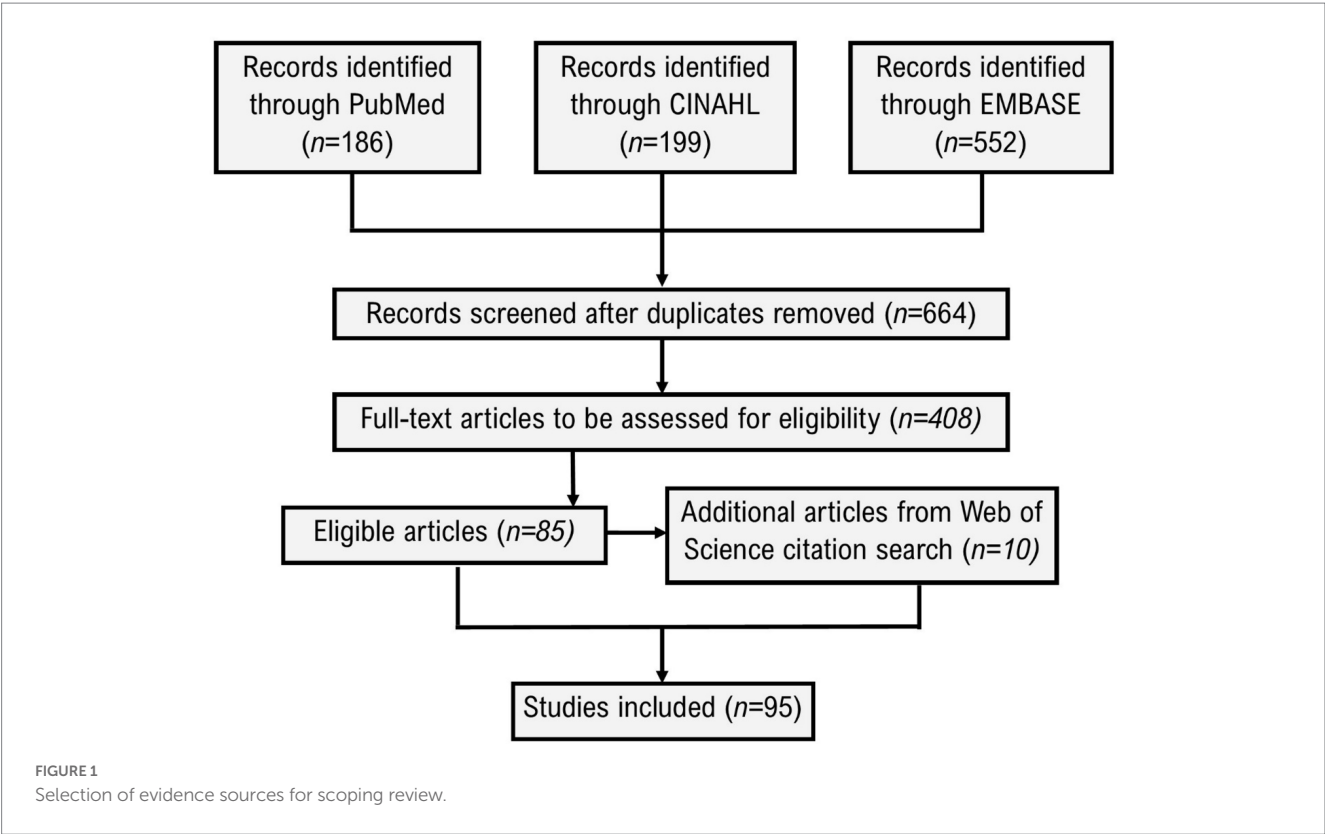 Records identified
through PubMed
(n=186)
Records identified
through CINAHL
(n=199)
Records identified
through EMBASE
(n=552)
Records screened after duplicates removed (n=664)
Full-text articles to be assessed for eligibility (n=408)
Eligible articles (n=85)
Additional articles from Web of
Science citation search (n=10)
Studies included (n=95)
FIGURE 1
Selection of evidence sources for scoping review.